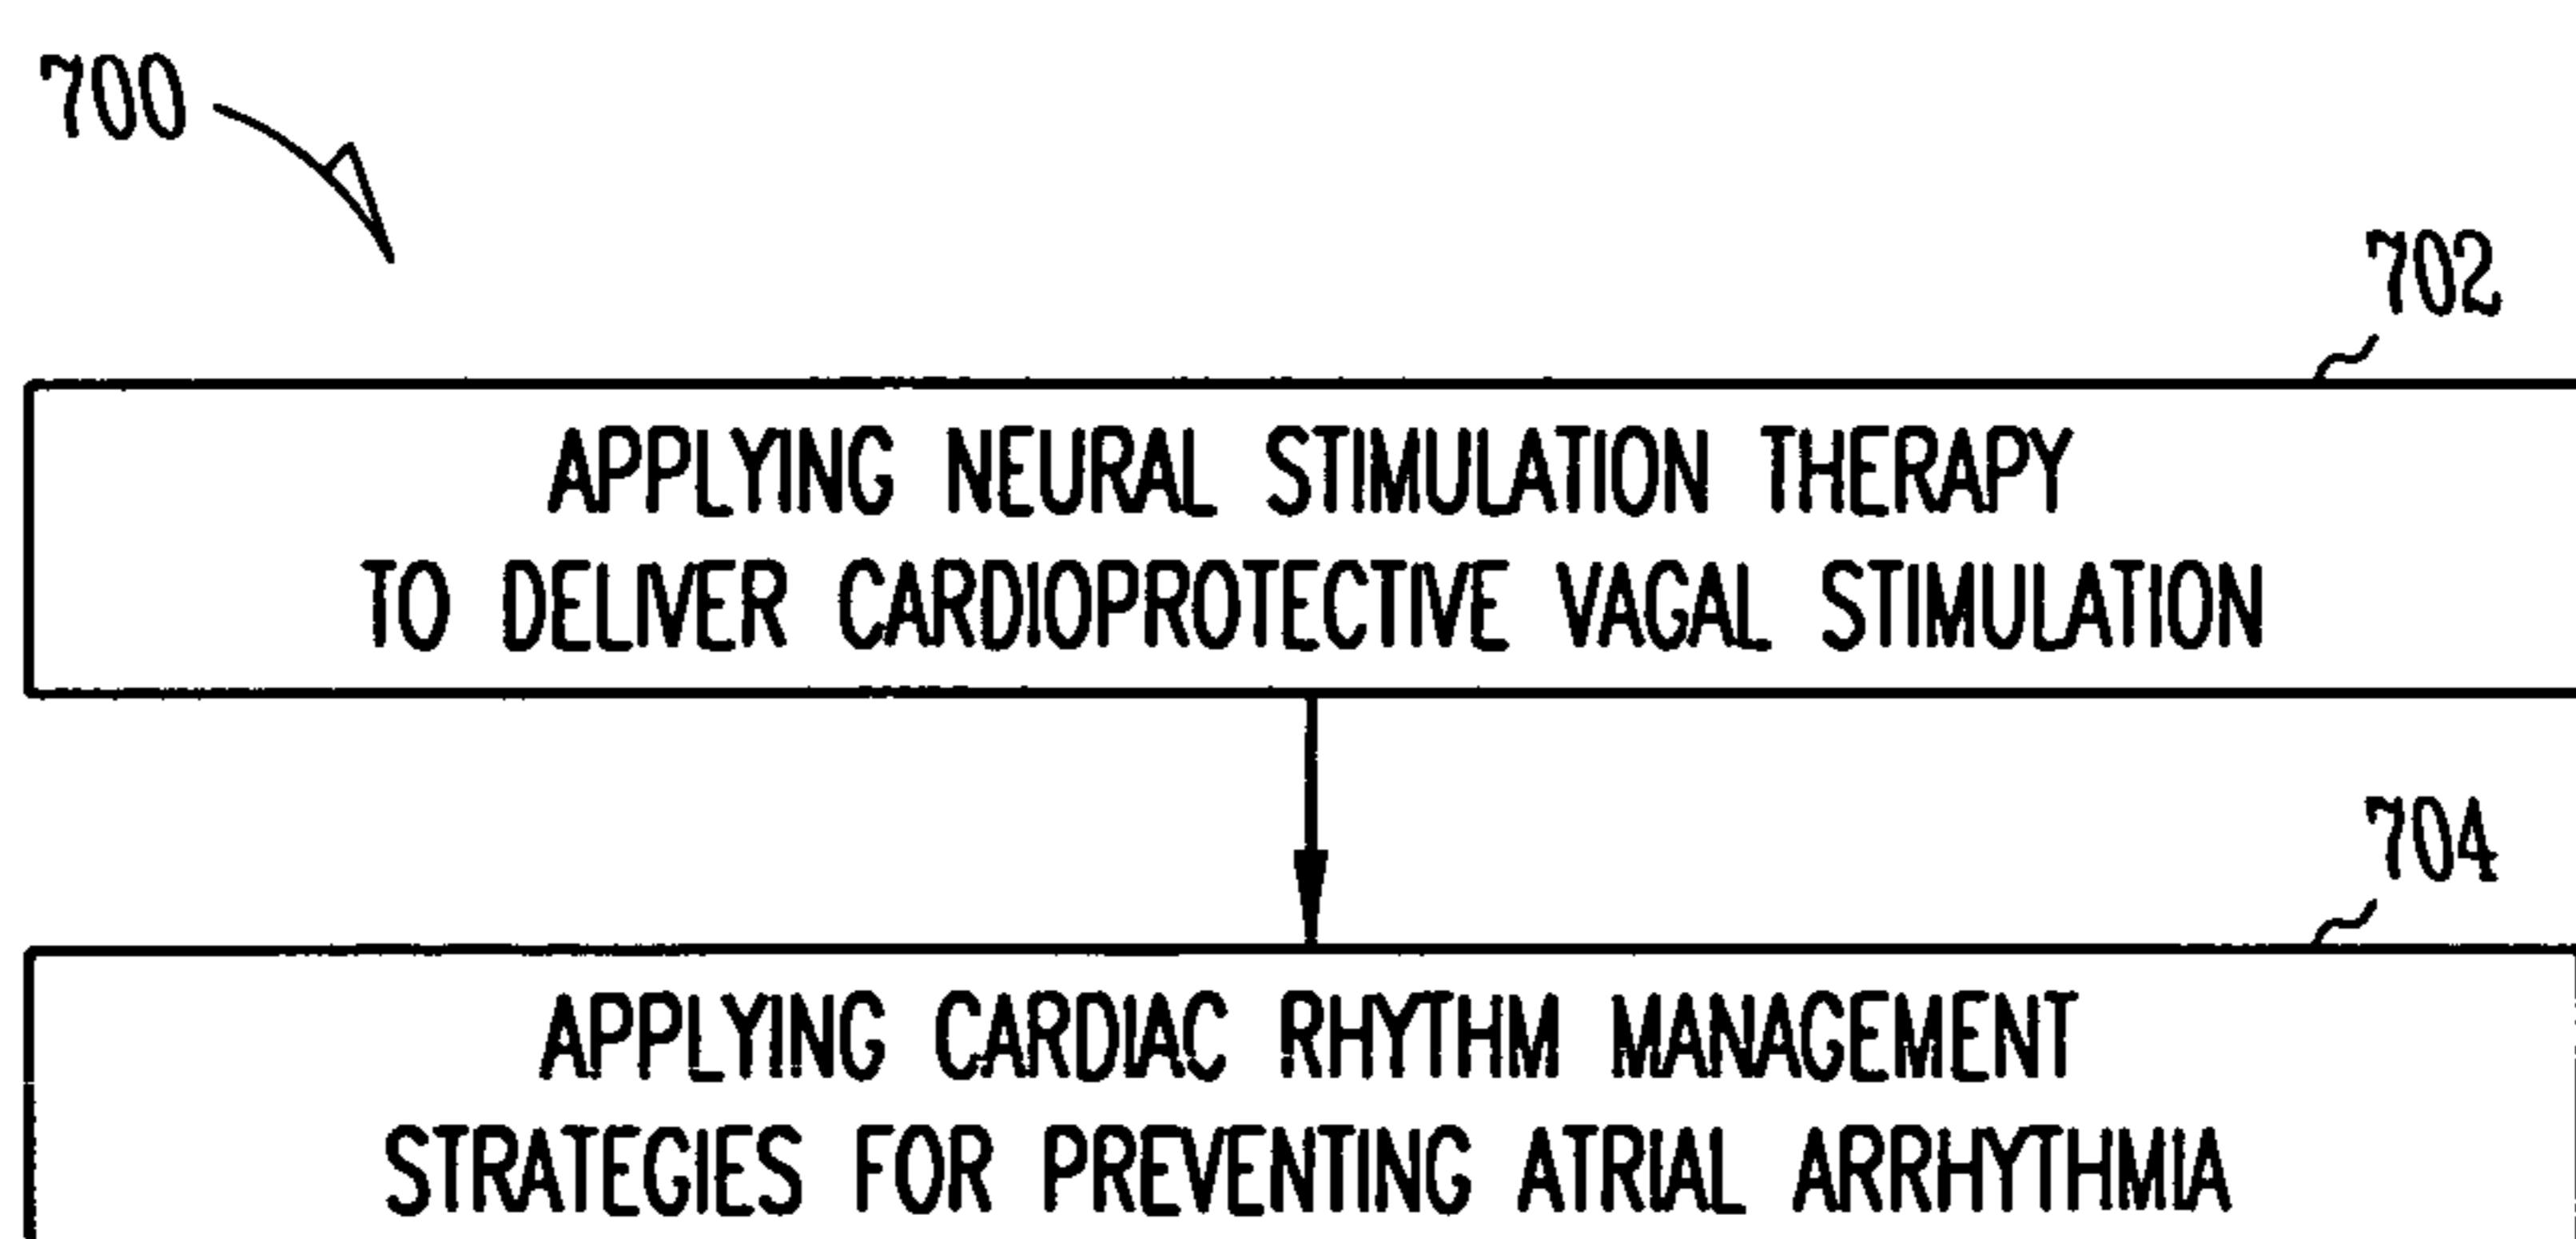 700
702
APPLYING NEURAL STIMULATION THERAPY
TO DELIVER CARDIOPROTECTIVE VAGAL STIMULATION
704
APPLYING CARDIAC RHYTHM MANAGEMENT
STRATEGIES FOR PREVENTING ATRIAL ARRHYTHMIA